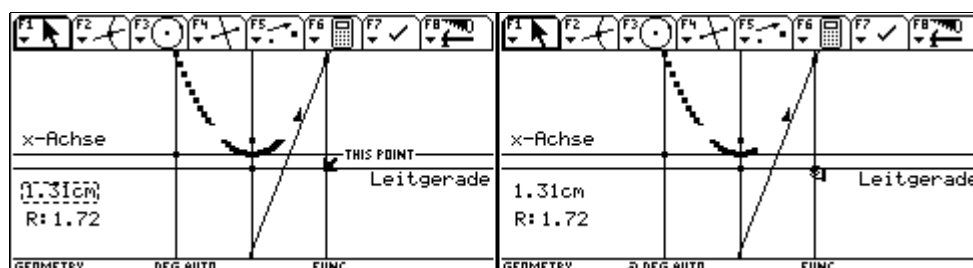 F1 F2 F3 F4 F5 F6 F7 F8
x-Achse
THIS POINT
Leitgerade
1.31cm
R: 1.72
GEOMETRY DEG AUTO FUNC
F1 F2 F3 F4 F5 F6 F7 F8
x-Achse
Leitgerade
1.31cm
R: 1.72
GEOMETRY DEG AUTO FUNC